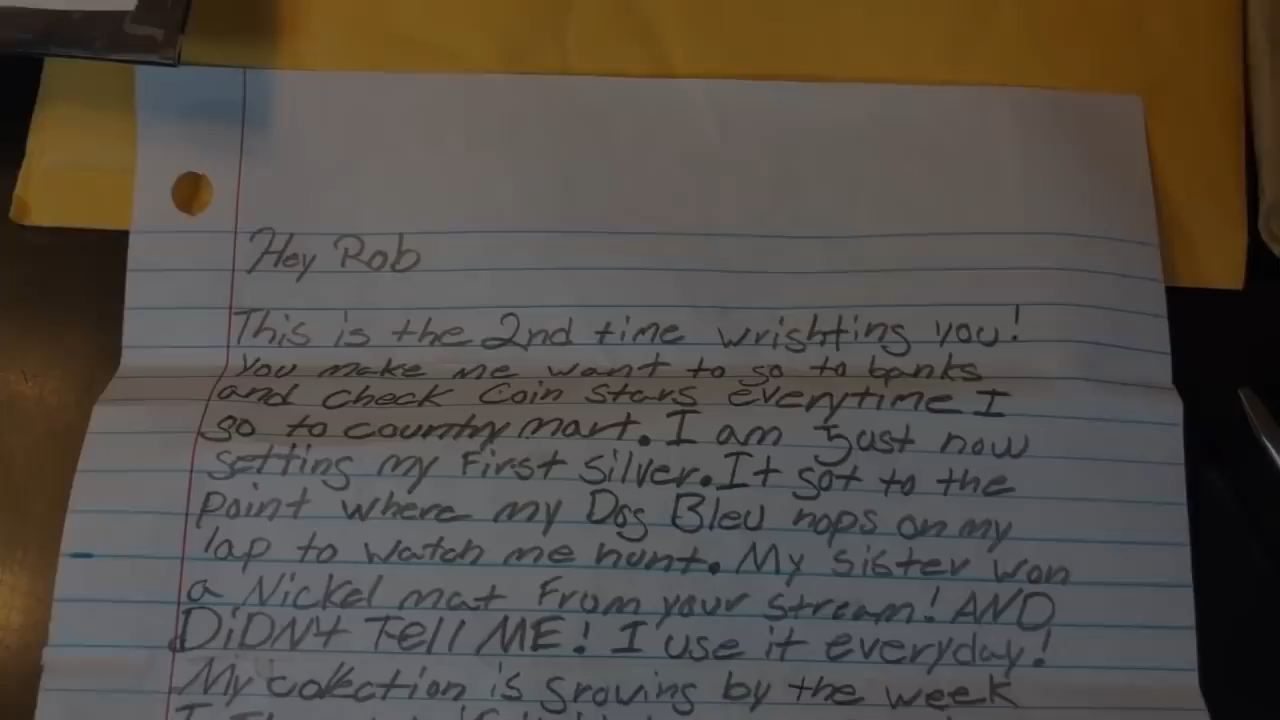 Hey Rob
This is the 2nd time wrishting you!
You make me want to go to banks
and check Coin Stars everytime I
go to country mart. I am Just now
getting my First silver. It got to the
point where my Dog Bleu hops on my
lap to watch me hunt. My sister won
a Nickel mat From your stream! AND
DiDNt TEll ME! I use it everyday!
My collection is growing by the week